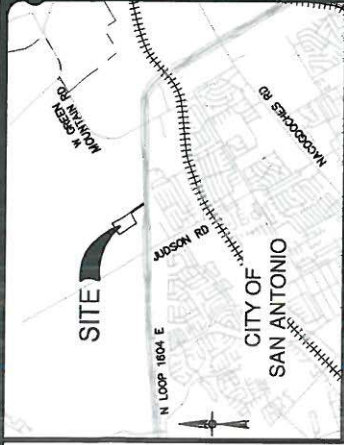 W GREEN
MOUNTAIN RD
NACOGDOCHES RD
SITE
JUDSON RD
N LOOP 1604 E
CITY OF
SAN ANTONIO